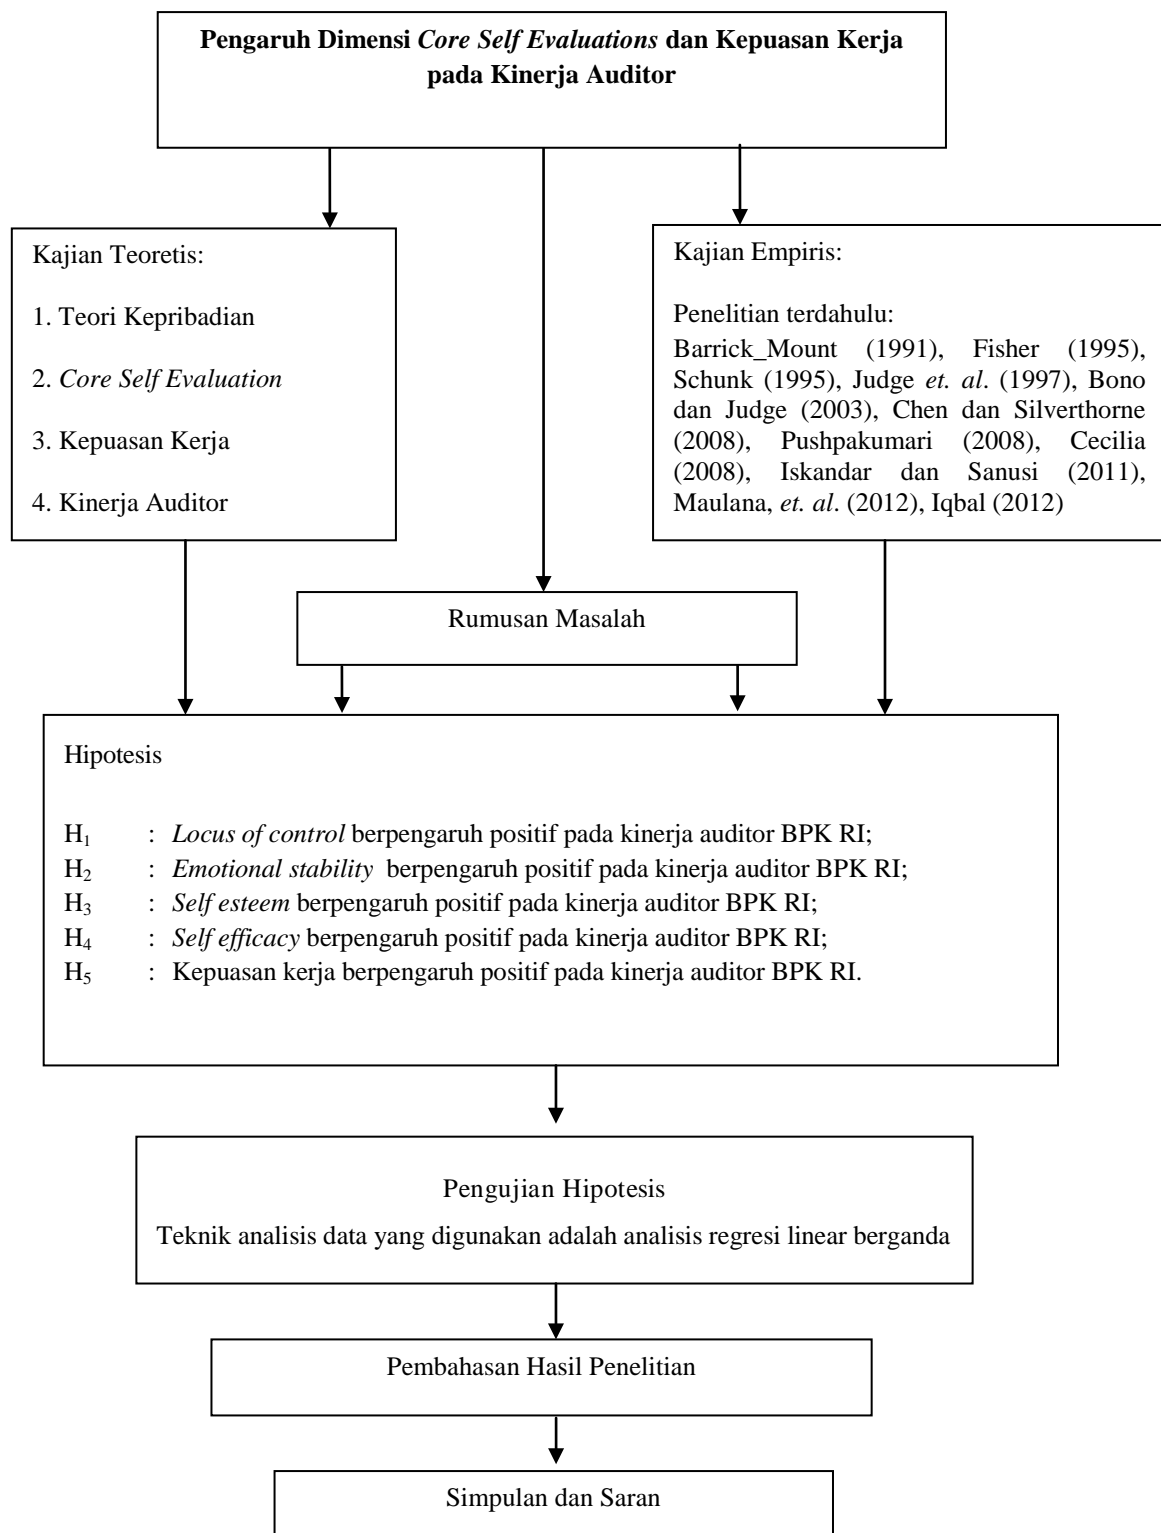 Pengaruh Dimensi Core Self Evaluations dan Kepuasan Kerja
pada Kinerja Auditor
Kajian Teoretis:
1. Teori Kepribadian
2. Core Self Evaluation
3. Kepuasan Kerja
4. Kinerja Auditor
Kajian Empiris:
Penelitian terdahulu:
Barrick_Mount (1991), Fisher (1995),
Schunk (1995), Judge et. al. (1997), Bono
dan Judge (2003), Chen dan Silverthorne
(2008), Pushpakumari (2008), Cecilia
(2008), Iskandar dan Sanusi (2011),
Maulana, et. al. (2012), Iqbal (2012)
Rumusan Masalah
Hipotesis
H₁ : Locus of control berpengaruh positif pada kinerja auditor BPK RI;
H₂ : Emotional stability berpengaruh positif pada kinerja auditor BPK RI;
H₃ : Self esteem berpengaruh positif pada kinerja auditor BPK RI;
H₄ : Self efficacy berpengaruh positif pada kinerja auditor BPK RI;
H₅ : Kepuasan kerja berpengaruh positif pada kinerja auditor BPK RI.
Pengujian Hipotesis
Teknik analisis data yang digunakan adalah analisis regresi linear berganda
Pembahasan Hasil Penelitian
Simpulan dan Saran